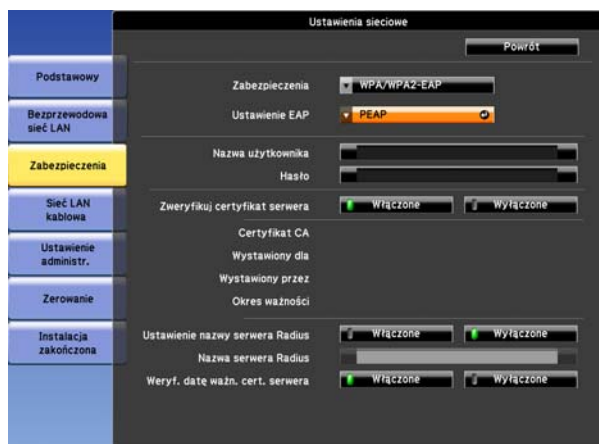 Ustawienia sieciowe
Powrót
Podstawowy
Bezprzewodowa
sieć LAN
Zabezpieczenia
Sieć LAN
kablowa
Ustawienie
administr.
Zerowanie
Instalacja
zakończona
Zabezpieczenia WPA/WPA2-EAP
Ustawienie EAP PEAP
Nazwa użytkownika
Hasło
Zweryfikuj certyfikat serwera Włączone Wyłączone
Certyfikat CA
Wystawiony dla
Wystawiony przez
Okres ważności
Ustawienie nazwy serwera Radius Włączone Wyłączone
Nazwa serwera Radius
Weryf. datę ważn. cert. serwera Włączone Wyłączone